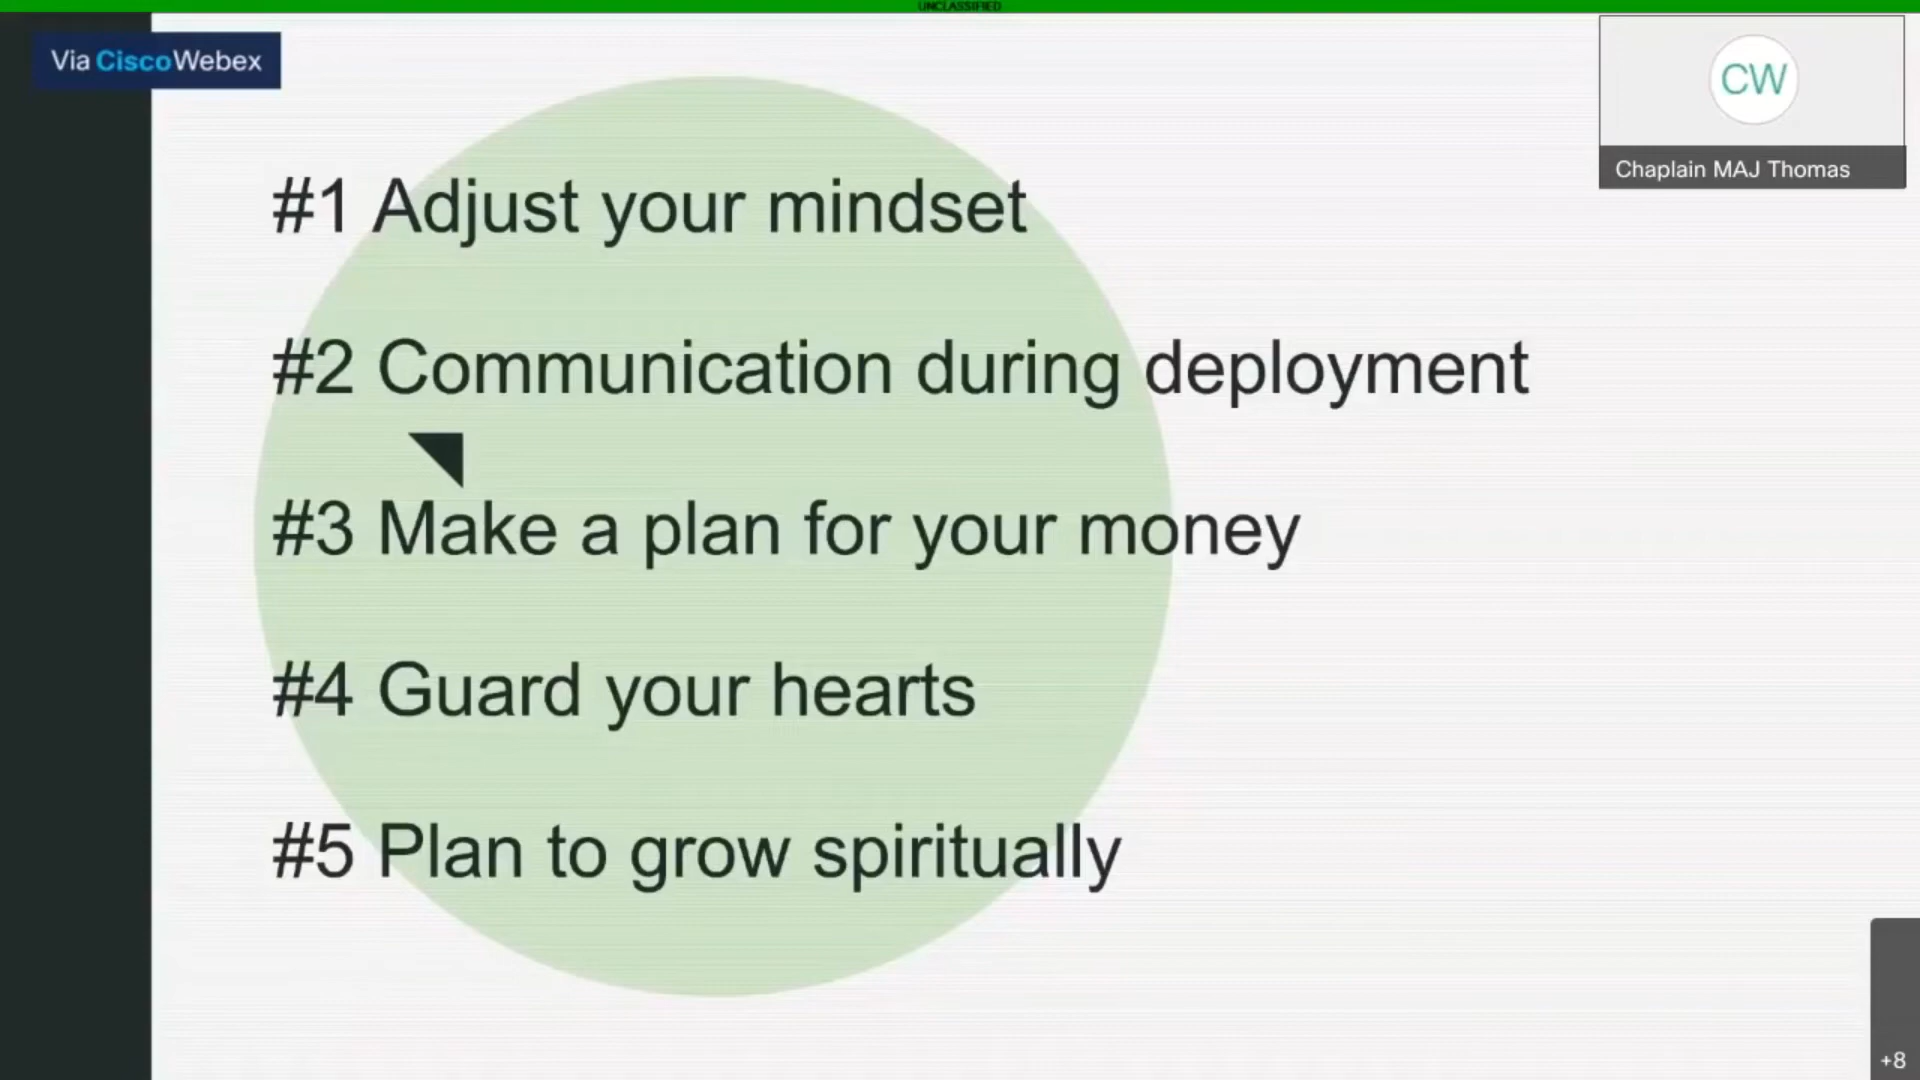 UNCLASSIFIED
Via CiscoWebex
CW
Chaplain MAJ Thomas
#1 Adjust your mindset
#2 Communication during deployment
#3 Make a plan for your money
#4 Guard your hearts
#5 Plan to grow spiritually
+8